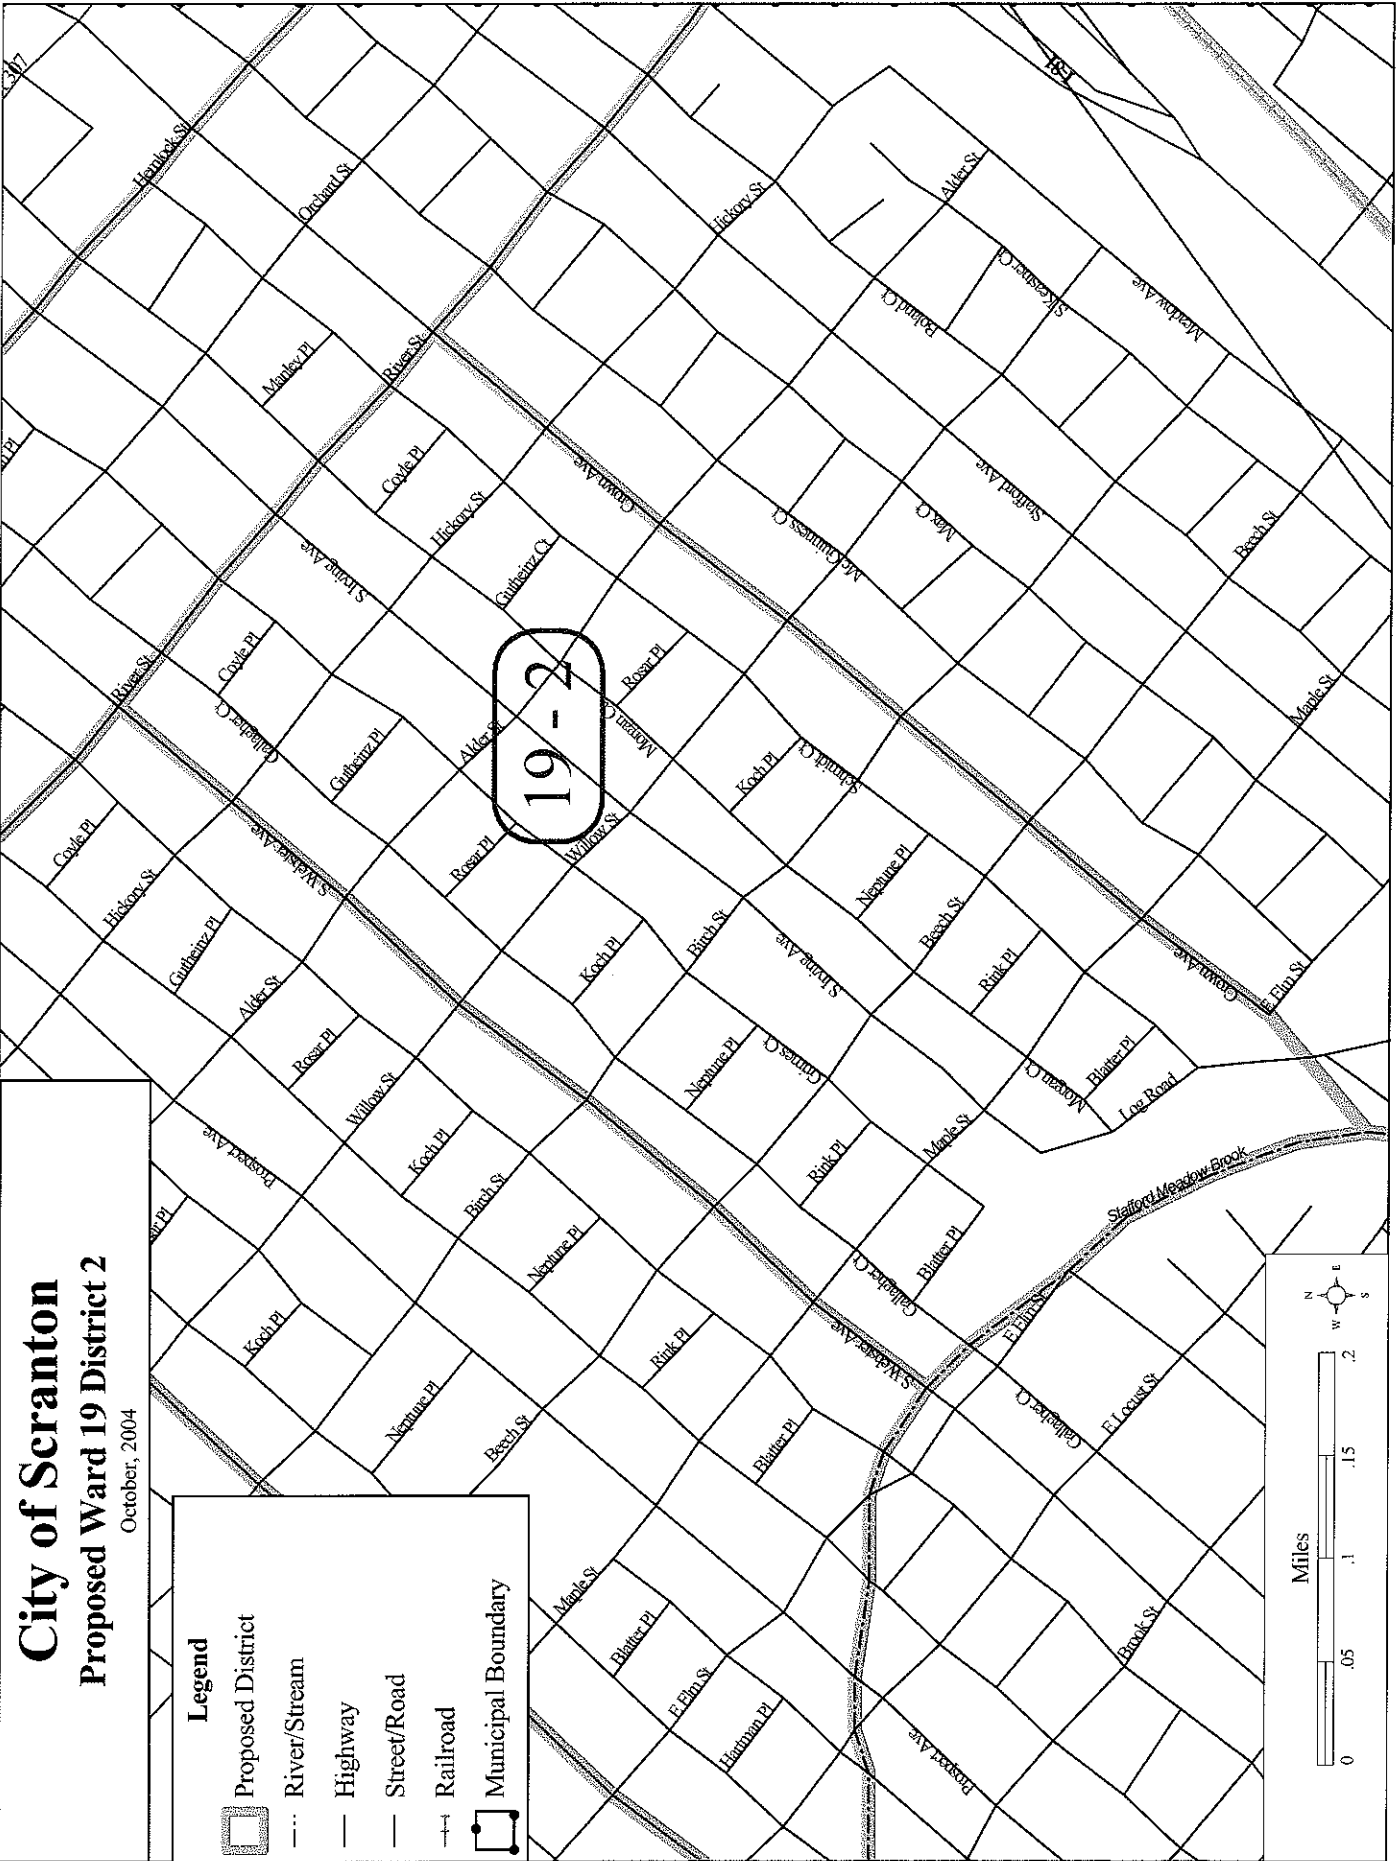 City of Scranton
Proposed Ward 19 District 2
October, 2004
Legend
Proposed District
River/Stream
Highway
Street/Road
Railroad
Municipal Boundary
307
Hemlock St
Orchard St
Manley Pl
River St
Coyle Pl
Hickory St
S Irving Ave
Gutheinz Ct
Crown Ave
River St
Coyle Pl
Gallagher Ct
Gutheinz Pl
Alder St
19 - 2
Rosar Pl
Morgan Ct
Rosar Pl
Willow St
Koch Pl
Schmidt Ct
Coyle Pl
Hickory St
S Webster Ave
Gutheinz Pl
Alder St
Rosar Pl
Willow St
Prospect Ave
Koch Pl
Birch St
Neptune Pl
Koch Pl
Neptune Pl
Beech St
Rink Pl
Blatter Pl
Maple St
Blatter Pl
E Elm St
Hartman Pl
Prospect Ave
Brook St
Koch Pl
Birch St
S Irving Ave
Neptune Pl
Grimes Ct
Rink Pl
Maple St
Gallagher Ct
Blatter Pl
S Webster Ave
E Elm St
Gallagher Ct
E Locust St
Stafford Meadow Brook
Neptune Pl
Beech St
Rink Pl
Morgan Ct
Blatter Pl
Log Road
Crown Ave
E Elm St
Hickory St
Alder St
Boland Ct
S Keastner Ct
Meadow Ave
Stafford Ave
Max Ct
McGuinness Ct
Beech St
Maple St
I-81
Miles
0 .05 .1 .15 .2
N
W E
S